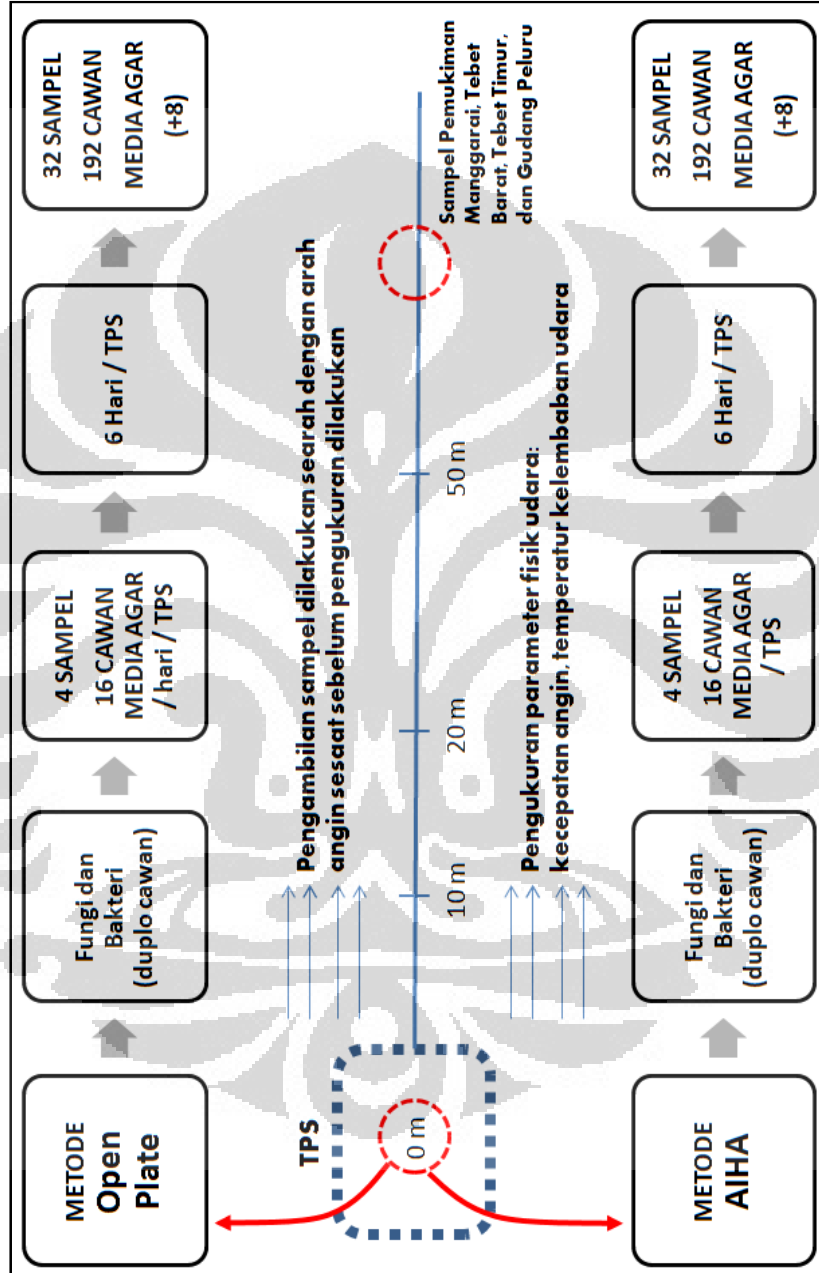 METODE
Open
Plate
Fungi dan
Bakteri
(duplo cawan)
4 SAMPEL
16 CAWAN
MEDIA AGAR
/ hari / TPS
6 Hari / TPS
32 SAMPEL
192 CAWAN
MEDIA AGAR
(+8)
TPS
Pengambilan sampel dilakukan searah dengan arah
angin sesaat sebelum pengukuran dilakukan
0 m
10 m
20 m
50 m
Sampel Pemukiman
Manggarai, Tebet
Barat, Tebet Timur,
dan Gudang Peluru
Pengukuran parameter fisik udara:
kecepatan angin, temperatur kelembaban udara
METODE
AIHA
Fungi dan
Bakteri
(duplo cawan)
4 SAMPEL
16 CAWAN
MEDIA AGAR
/ TPS
6 Hari / TPS
32 SAMPEL
192 CAWAN
MEDIA AGAR
(+8)